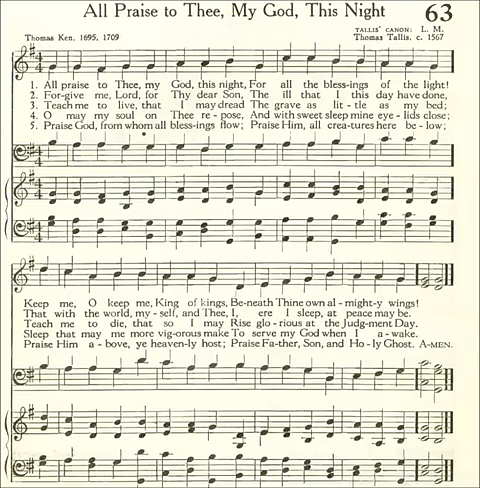 All Praise to Thee, My God, This Night 63
Thomas Ken, 1695, 1709
TALLIS' CANON: L. M.
Thomas Tallis, c. 1567
1. All praise to Thee, my God, this night, For all the bless-ings of the light!
2. For-give me, Lord, for Thy dear Son, The ill that I this day have done,
3. Teach me to live, that I may dread The grave as lit-tle as my bed;
4. O may my soul on Thee re-pose, And with sweet sleep mine eye-lids close;
5. Praise God, from whom all bless-ings flow; Praise Him, all crea-tures here be-low;
Keep me, O keep me, King of kings, Be-neath Thine own al-might-y wings!
That with the world, my-self, and Thee, I, ere I sleep, at peace may be.
Teach me to die, that so I may Rise glo-rious at the Judg-ment Day.
Sleep that may me more vig-orous make To serve my God when I a-wake.
Praise Him a-bove, ye heav'n-ly host; Praise Fa-ther, Son, and Ho-ly Ghost. A-MEN.